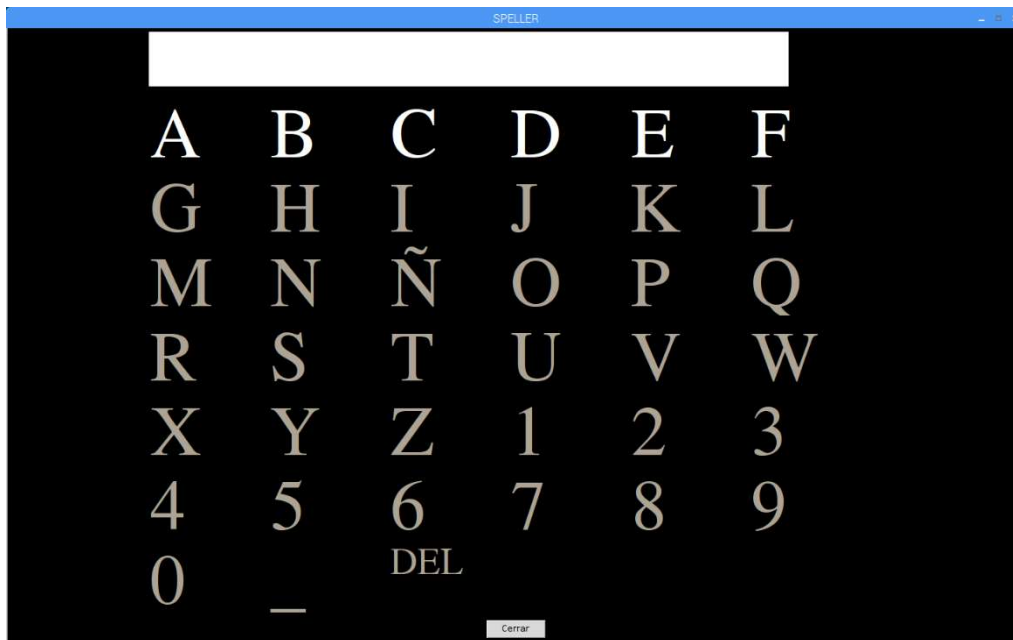 SPELLER
A B C D E F
G H I J K L
M N Ñ O P Q
R S T U V W
X Y Z 1 2 3
4 5 6 7 8 9
0 _ DEL
Cerrar